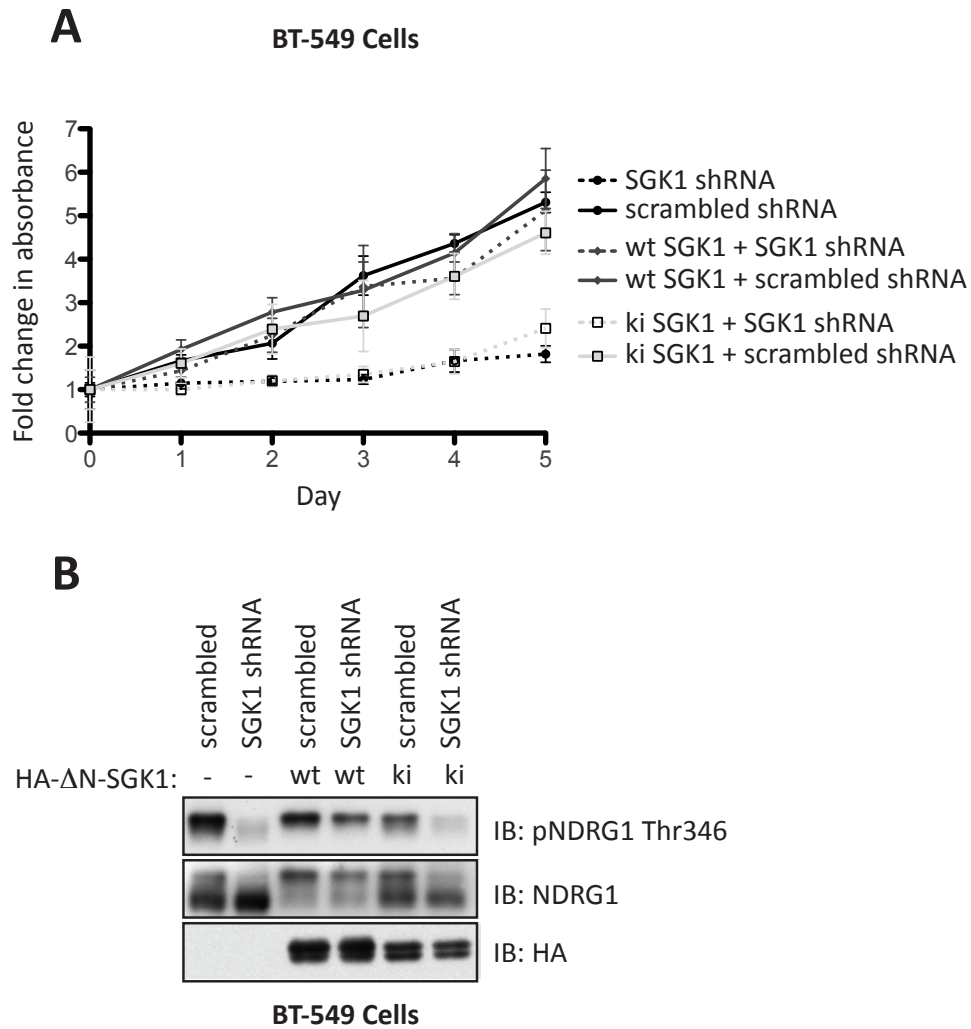 A
BT-549 Cells
Fold change in absorbance
7
6
5
4
3
2
1
0
0 1 2 3 4 5
Day
SGK1 shRNA
scrambled shRNA
wt SGK1 + SGK1 shRNA
wt SGK1 + scrambled shRNA
ki SGK1 + SGK1 shRNA
ki SGK1 + scrambled shRNA
B
scrambled
SGK1 shRNA
scrambled
SGK1 shRNA
scrambled
SGK1 shRNA
HA-ΔN-SGK1: - - wt wt ki ki
IB: pNDRG1 Thr346
IB: NDRG1
IB: HA
BT-549 Cells